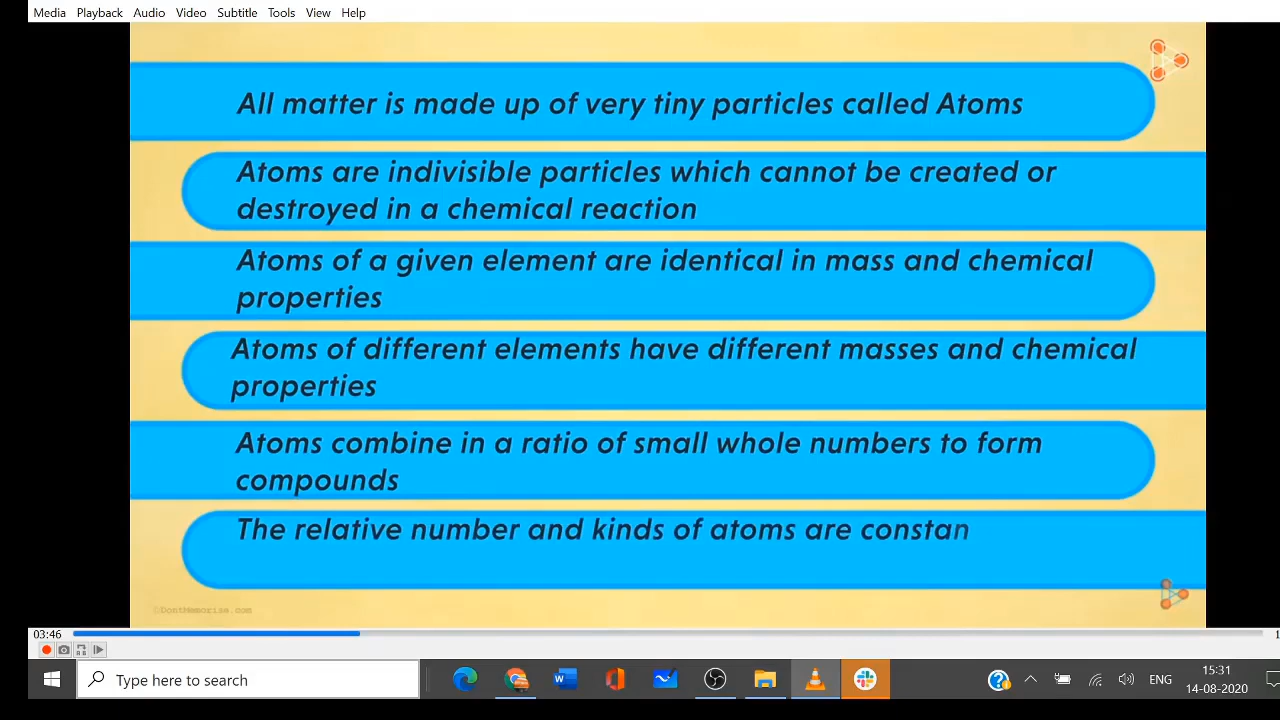 Media Playback Audio Video Subtitle Tools View Help
All matter is made up of very tiny particles called Atoms
Atoms are indivisible particles which cannot be created or
destroyed in a chemical reaction
Atoms of a given element are identical in mass and chemical
properties
Atoms of different elements have different masses and chemical
properties
Atoms combine in a ratio of small whole numbers to form
compounds
The relative number and kinds of atoms are constan
©DontMemorise.com
03:46 1
Type here to search
ENG
15:31
14-08-2020